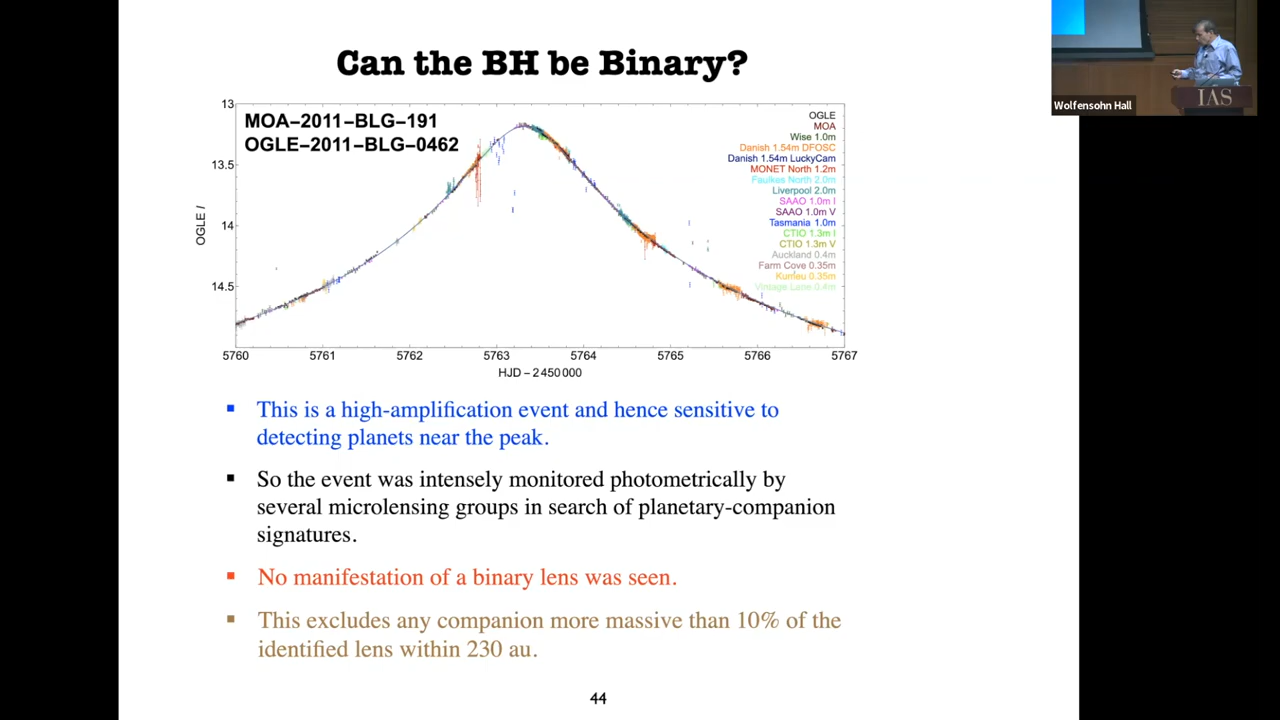 Can the BH be Binary?
MOA–2011–BLG–191
OGLE–2011–BLG–0462
OGLE
MOA
Wise 1.0m
Danish 1.54m DFOSC
Danish 1.54m LuckyCam
MONET North 1.2m
Faulkes North 2.0m
Liverpool 2.0m
SAAO 1.0m I
SAAO 1.0m V
Tasmania 1.0m
CTIO 1.3m I
CTIO 1.3m V
Auckland 0.4m
Farm Cove 0.35m
Kumeu 0.35m
Vintage Lane 0.4m
OGLE I
13
13.5
14
14.5
5760 5761 5762 5763 5764 5765 5766 5767
HJD – 2450000
▪ This is a high-amplification event and hence sensitive to
detecting planets near the peak.
▪ So the event was intensely monitored photometrically by
several microlensing groups in search of planetary-companion
signatures.
▪ No manifestation of a binary lens was seen.
▪ This excludes any companion more massive than 10% of the
identified lens within 230 au.
44
Wolfensohn Hall
IAS